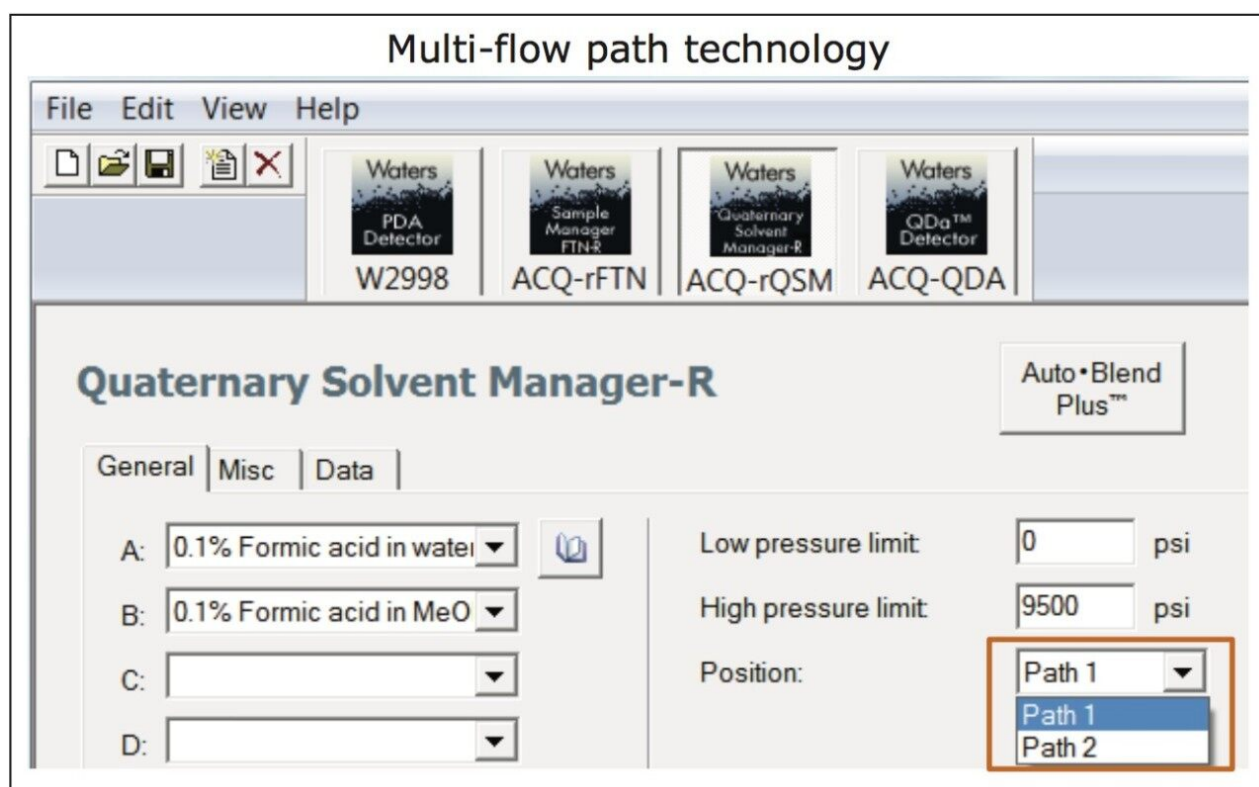 Multi-flow path technology
File Edit View Help
Waters Waters Waters Waters
PDA Detector Sample Manager FTN-R Quaternary Solvent Manager-R QDa™ Detector
W2998 ACQ-rFTN ACQ-rQSM ACQ-QDA
Quaternary Solvent Manager-R
Auto•Blend
Plus™
General Misc Data
A: 0.1% Formic acid in water Low pressure limit: 0 psi
B: 0.1% Formic acid in MeO High pressure limit: 9500 psi
C: Position: Path 1
Path 1
D: Path 2